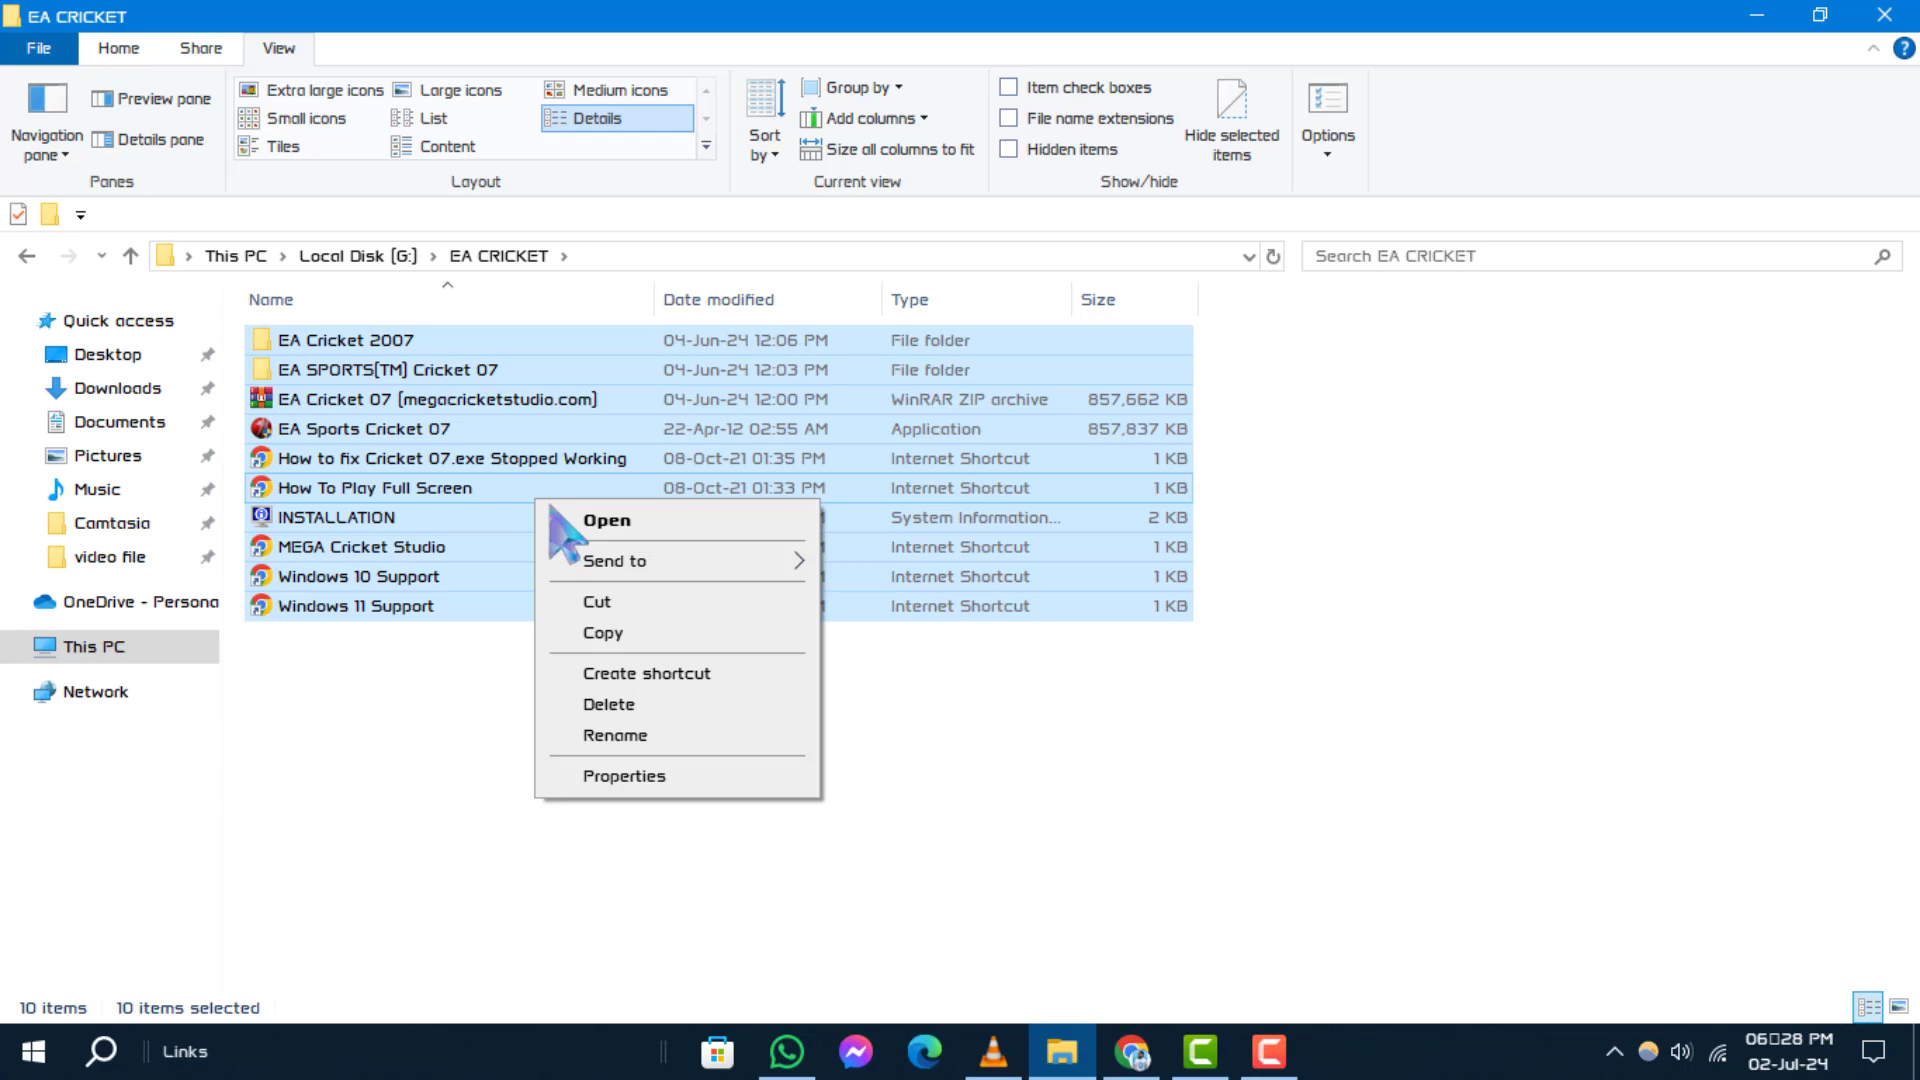 EA CRICKET
File Home Share View
Navigation pane
Preview pane
Details pane
Panes
Extra large icons Large icons Medium icons
Small icons List Details
Tiles Content
Layout
Sort by
Group by
Add columns
Size all columns to fit
Current view
Item check boxes
File name extensions
Hidden items
Hide selected items
Show/hide
Options
This PC > Local Disk (G:) > EA CRICKET >
Search EA CRICKET
Name Date modified Type Size
Quick access
Desktop
Downloads
Documents
Pictures
Music
Camtasia
video file
OneDrive - Persona
This PC
Network
EA Cricket 2007 04-Jun-24 12:06 PM File folder
EA SPORTS(TM) Cricket 07 04-Jun-24 12:03 PM File folder
EA Cricket 07 (megacricketstudio.com) 04-Jun-24 12:00 PM WinRAR ZIP archive 857,662 KB
EA Sports Cricket 07 22-Apr-12 02:55 AM Application 857,837 KB
How to fix Cricket 07.exe Stopped Working 08-Oct-21 01:35 PM Internet Shortcut 1 KB
How To Play Full Screen 08-Oct-21 01:33 PM Internet Shortcut 1 KB
INSTALLATION System Information... 2 KB
MEGA Cricket Studio Internet Shortcut 1 KB
Windows 10 Support Internet Shortcut 1 KB
Windows 11 Support Internet Shortcut 1 KB
Open
Send to
Cut
Copy
Create shortcut
Delete
Rename
Properties
10 items 10 items selected
Links
06:28 PM
02-Jul-24